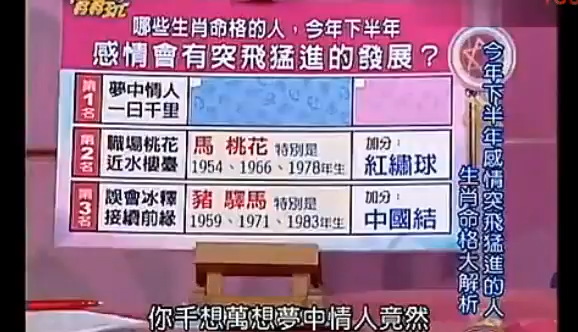 哪些生肖命格的人，今年下半年
感情會有突飛猛進的發展？
第1名
夢中情人
一日千里
第2名
職場桃花
近水樓臺
馬 桃花 特別是
1954、1966、1978年生
加分：
紅繡球
第3名
誤會冰釋
接續前緣
豬 驛馬 特別是
1959、1971、1983年生
加分：
中國結
今年下半年感情突飛猛進的人
生肖命格大解析
你千想萬想夢中情人竟然